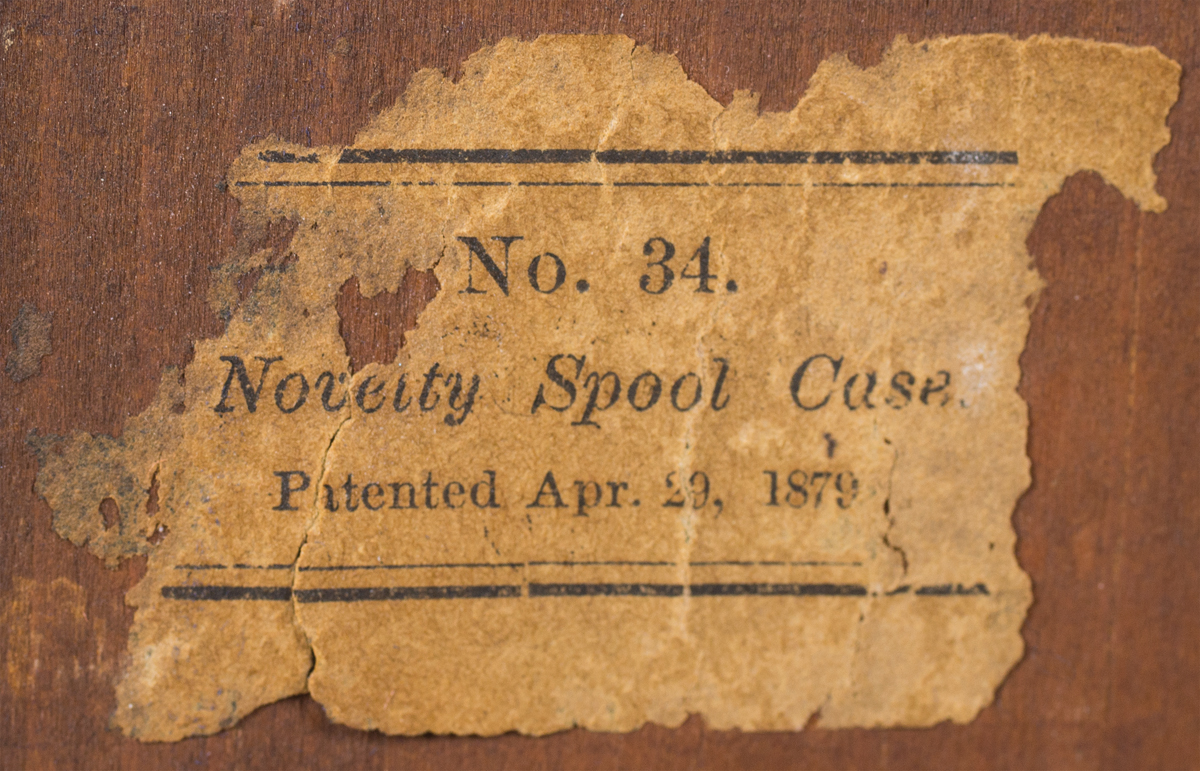 No. 34.
Novelty Spool Case.
Patented Apr. 29, 1879